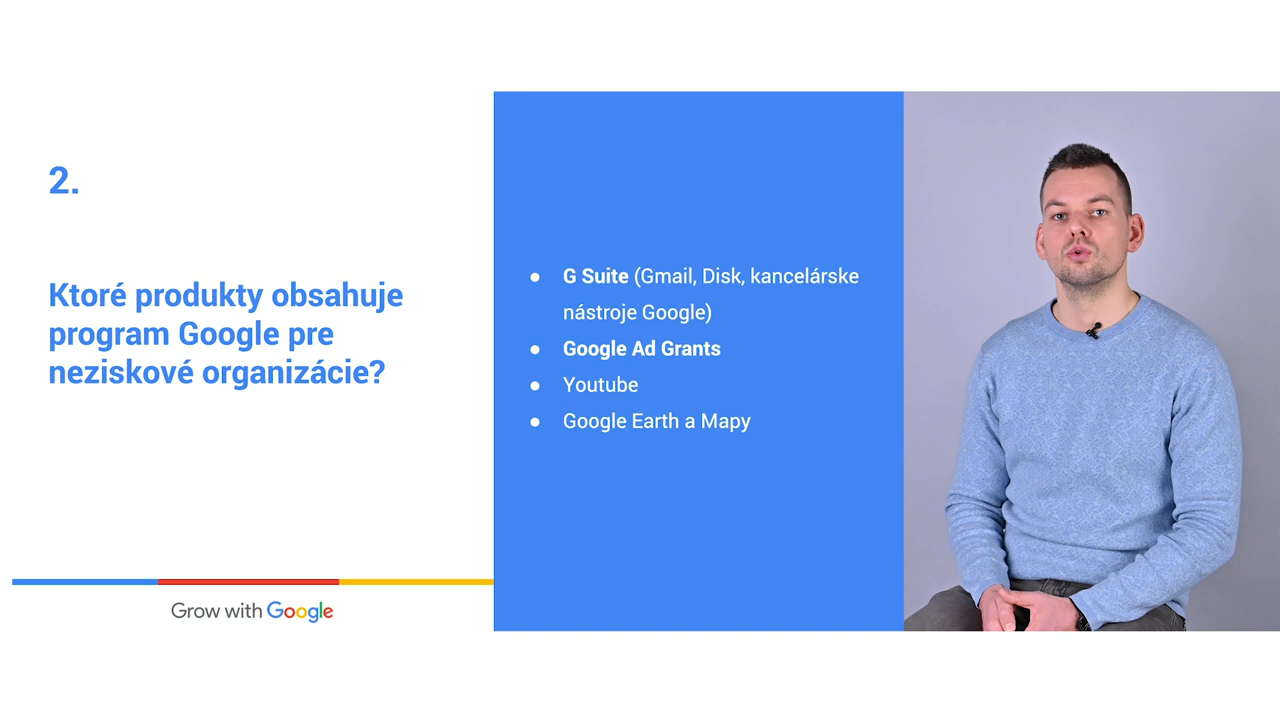 2.
Ktoré produkty obsahuje
program Google pre
neziskové organizácie?
● G Suite (Gmail, Disk, kancelárske
nástroje Google)
● Google Ad Grants
● Youtube
● Google Earth a Mapy
Grow with Google